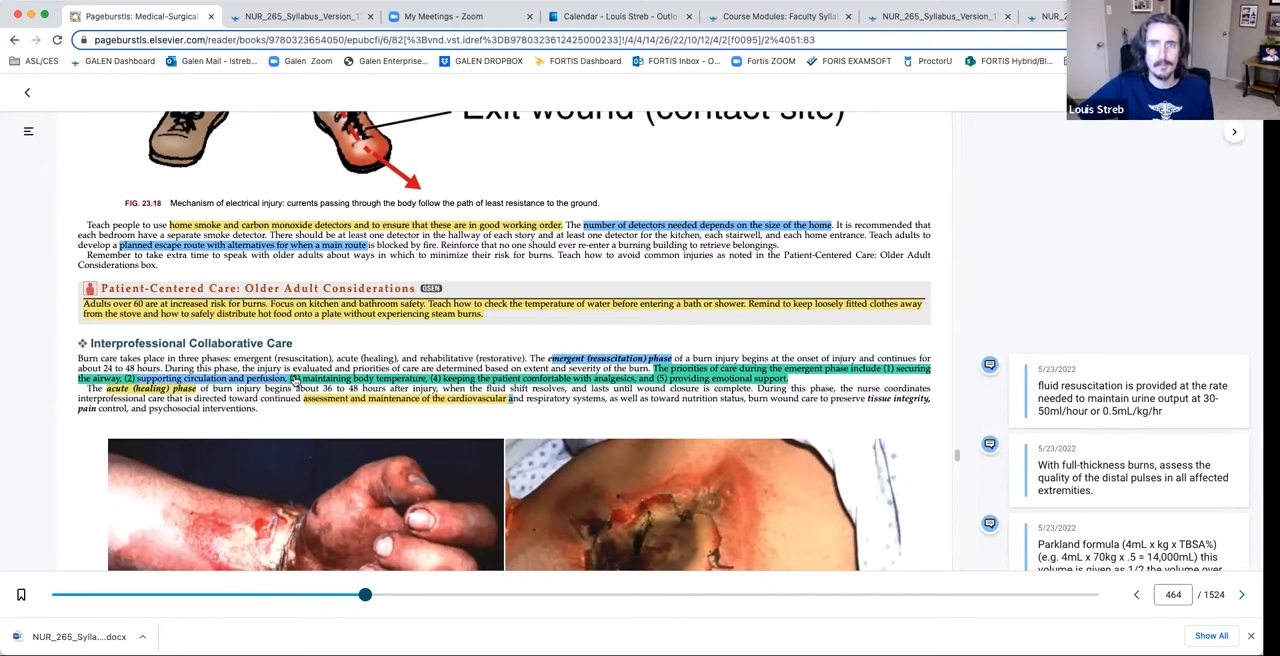 Pageburstls: Medical-Surgical
NUR_265_Syllabus_Version_1
My Meetings - Zoom
Calendar - Louis Streb - Outlo
Course Modules: Faculty Sylla
NUR_265_Syllabus_Version_1
NUR_2
pageburstls.elsevier.com/reader/books/9780323654050/epubcfi/6/82[%3Bvnd.vst.idref%3DB9780323612425000233]!/4/4/14/26/22/10/12/4/2[f0095]/2%4051:83
ASL/CES
GALEN Dashboard
Galen Mail - lstreb...
Galen Zoom
Galen Enterprise...
GALEN DROPBOX
FORTIS Dashboard
FORTIS Inbox - O...
Fortis ZOOM
FORIS EXAMSOFT
ProctorU
FORTIS Hybrid/Bl...
Louis Streb
Exit wound (contact site)
FIG. 23.18 Mechanism of electrical injury: currents passing through the body follow the path of least resistance to the ground.
Teach people to use home smoke and carbon monoxide detectors and to ensure that these are in good working order. The number of detectors needed depends on the size of the home. It is recommended that
each bedroom have a separate smoke detector. There should be at least one detector in the hallway of each story and at least one detector for the kitchen, each stairwell, and each home entrance. Teach adults to
develop a planned escape route with alternatives for when a main route is blocked by fire. Reinforce that no one should ever re-enter a burning building to retrieve belongings.
Remember to take extra time to speak with older adults about ways in which to minimize their risk for burns. Teach how to avoid common injuries as noted in the Patient-Centered Care: Older Adult
Considerations box.
Patient-Centered Care: Older Adult Considerations QSEN
Adults over 60 are at increased risk for burns. Focus on kitchen and bathroom safety. Teach how to check the temperature of water before entering a bath or shower. Remind to keep loosely fitted clothes away
from the stove and how to safely distribute hot food onto a plate without experiencing steam burns.
❖ Interprofessional Collaborative Care
Burn care takes place in three phases: emergent (resuscitation), acute (healing), and rehabilitative (restorative). The emergent (resuscitation) phase of a burn injury begins at the onset of injury and continues for
about 24 to 48 hours. During this phase, the injury is evaluated and priorities of care are determined based on extent and severity of the burn. The priorities of care during the emergent phase include (1) securing
the airway, (2) supporting circulation and perfusion, (3) maintaining body temperature, (4) keeping the patient comfortable with analgesics, and (5) providing emotional support.
The acute (healing) phase of burn injury begins about 36 to 48 hours after injury, when the fluid shift resolves, and lasts until wound closure is complete. During this phase, the nurse coordinates
interprofessional care that is directed toward continued assessment and maintenance of the cardiovascular and respiratory systems, as well as toward nutrition status, burn wound care to preserve tissue integrity,
pain control, and psychosocial interventions.
5/23/2022
fluid resuscitation is provided at the rate
needed to maintain urine output at 30-
50ml/hour or 0.5mL/kg/hr
5/23/2022
With full-thickness burns, assess the
quality of the distal pulses in all affected
extremities.
5/23/2022
Parkland formula (4mL x kg x TBSA%)
(e.g. 4mL x 70kg x .5 = 14,000mL) this
volume is given as 1/2 the volume over
464 / 1524
NUR_265_Sylla....docx
Show All